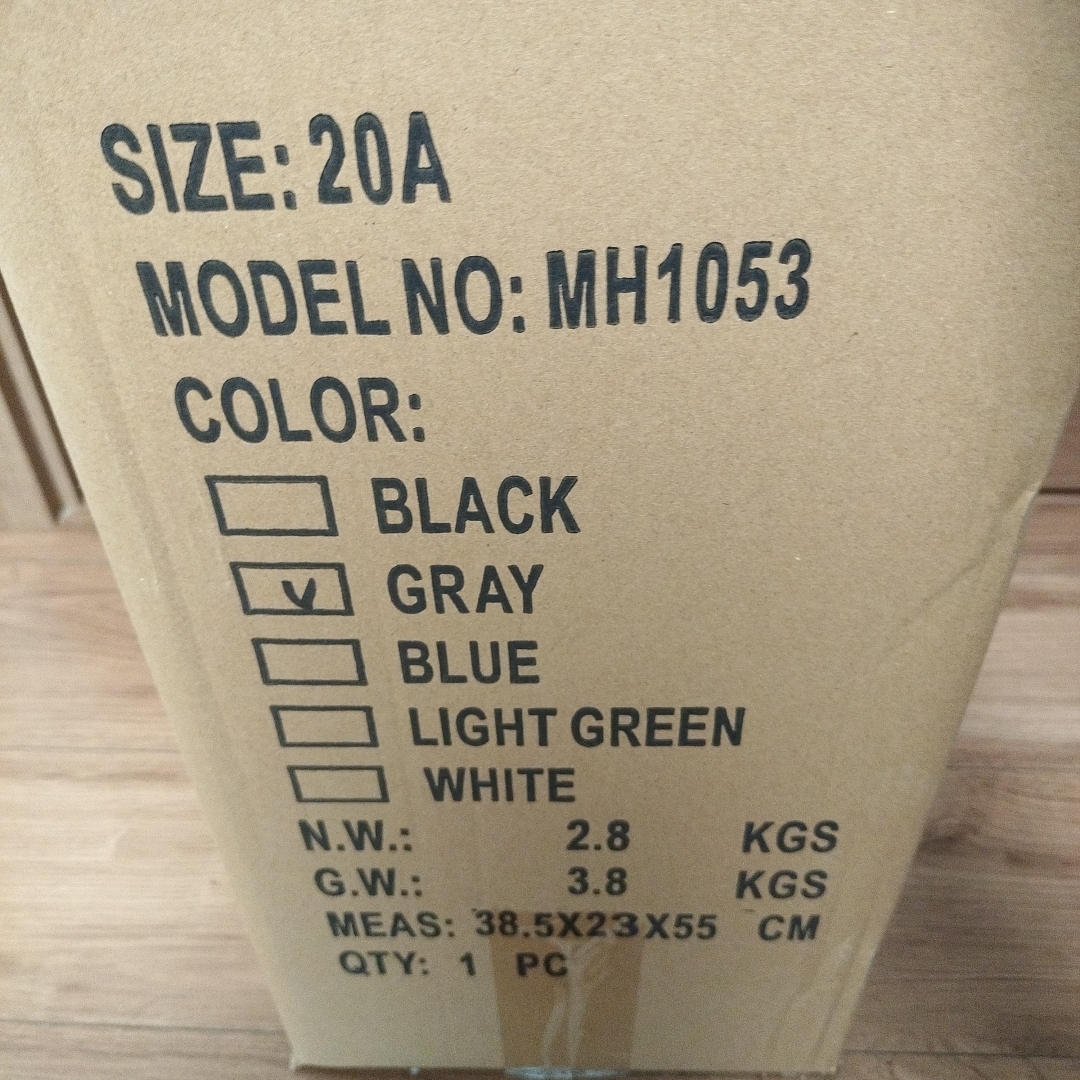 SIZE: 20A
MODEL NO: MH1053
COLOR:
BLACK
GRAY
BLUE
LIGHT GREEN
WHITE
N.W.: 2.8 KGS
G.W.: 3.8 KGS
MEAS: 38.5X23X55 CM
QTY: 1 PC